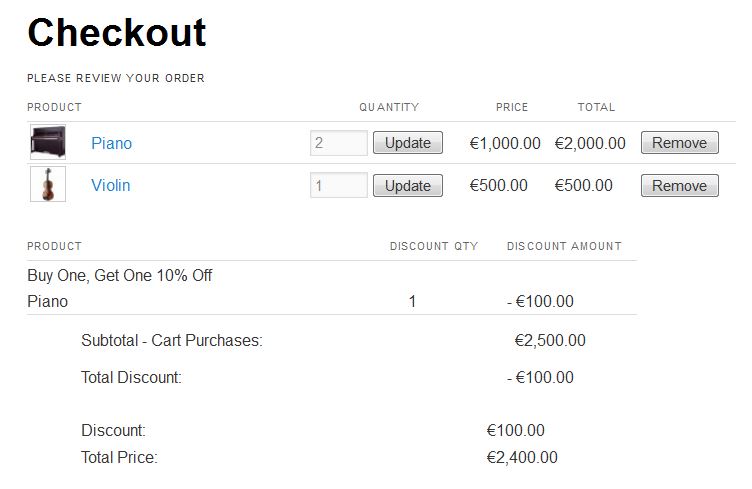 Checkout
PLEASE REVIEW YOUR ORDER
PRODUCT QUANTITY PRICE TOTAL
Piano 2 Update €1,000.00 €2,000.00 Remove
Violin 1 Update €500.00 €500.00 Remove
PRODUCT DISCOUNT QTY DISCOUNT AMOUNT
Buy One, Get One 10% Off
Piano 1 - €100.00
Subtotal - Cart Purchases: €2,500.00
Total Discount: - €100.00
Discount: €100.00
Total Price: €2,400.00